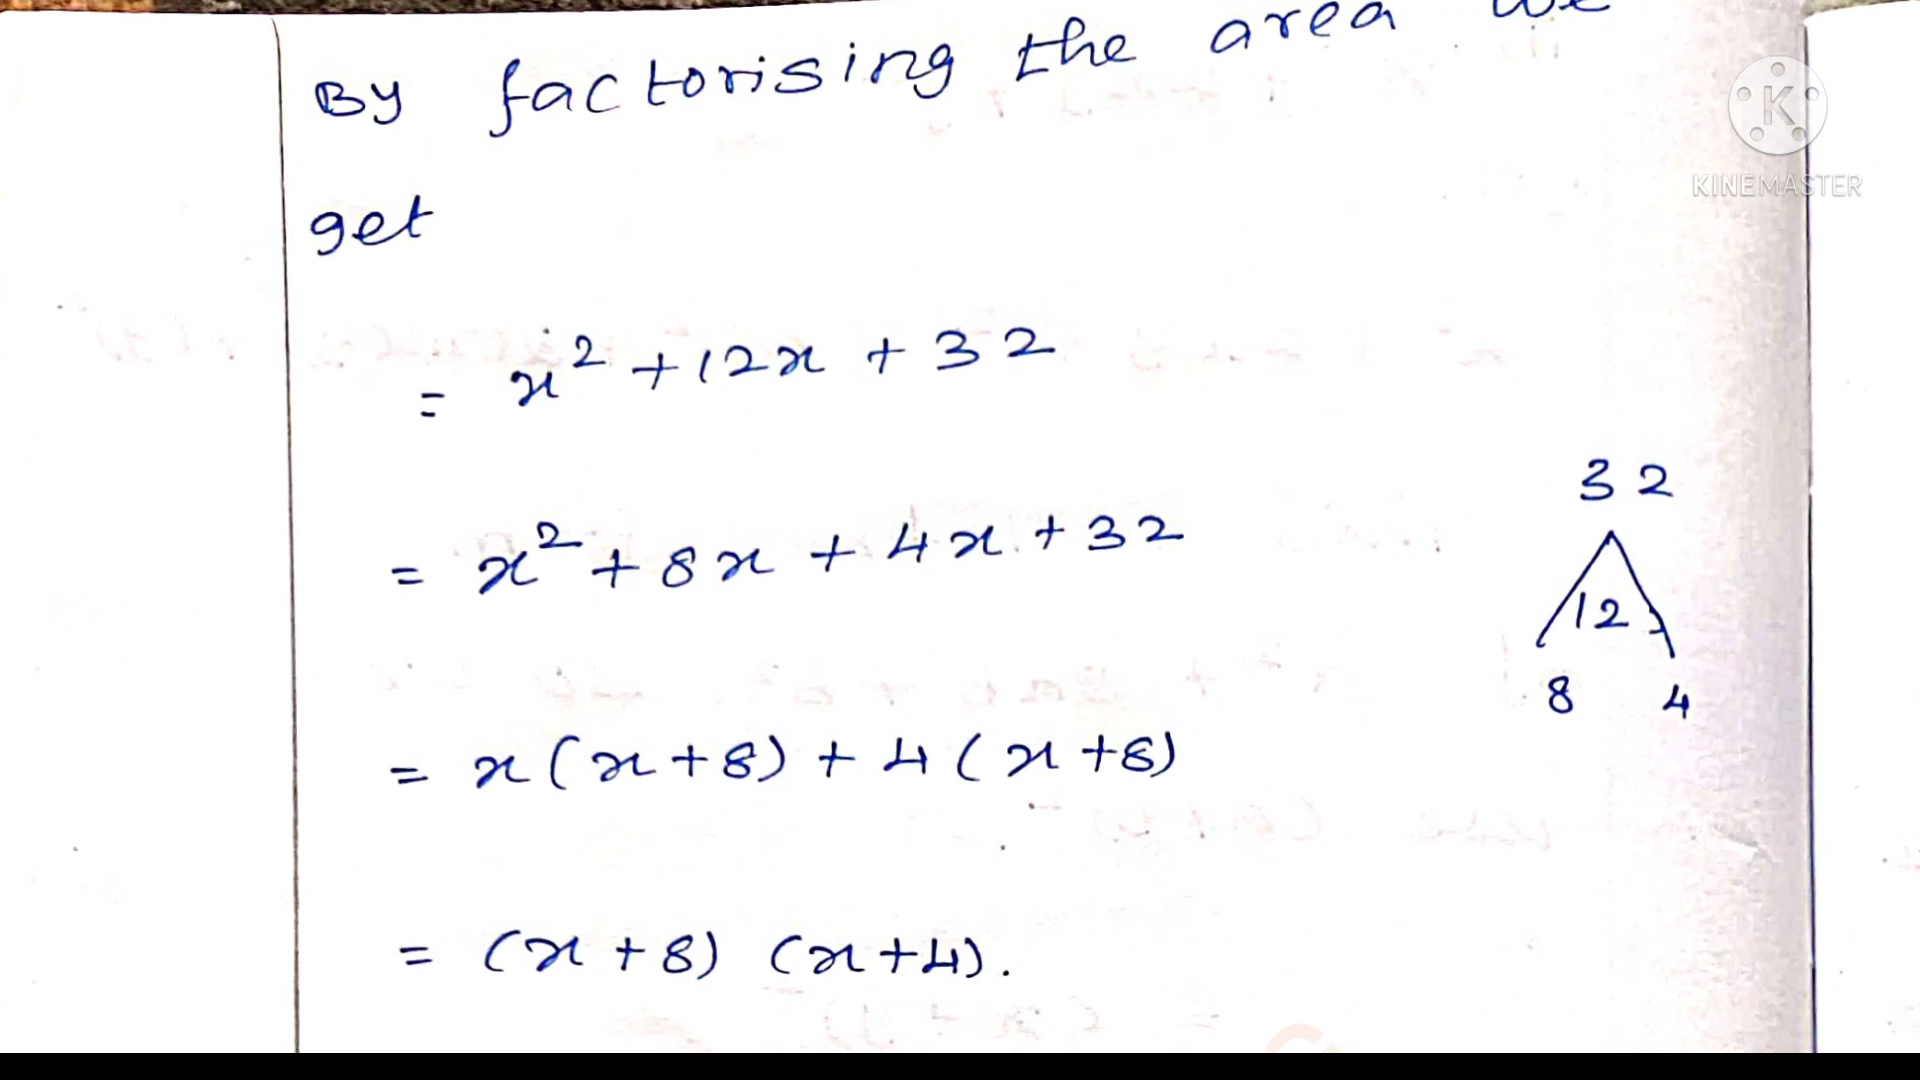 By factorising the area we
get
= x² + 12x + 32
= x² + 8x + 4x + 32
= x(x+8) + 4(x+8)
= (x+8) (x+4).
32
12
8 4
K
KINEMASTER